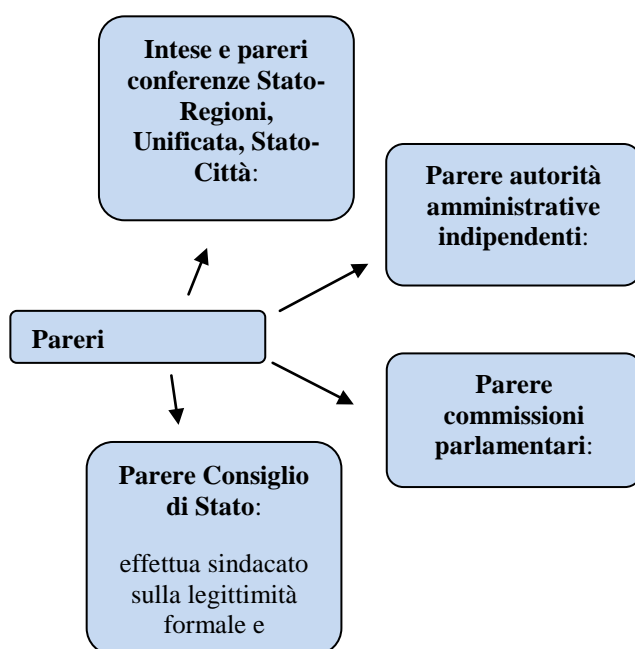 Intese e pareri
conferenze Stato-
Regioni,
Unificata, Stato-
Città:
Parere autorità
amministrative
indipendenti:
Pareri
Parere
commissioni
parlamentari:
Parere Consiglio
di Stato:
effettua sindacato
sulla legittimità
formale e